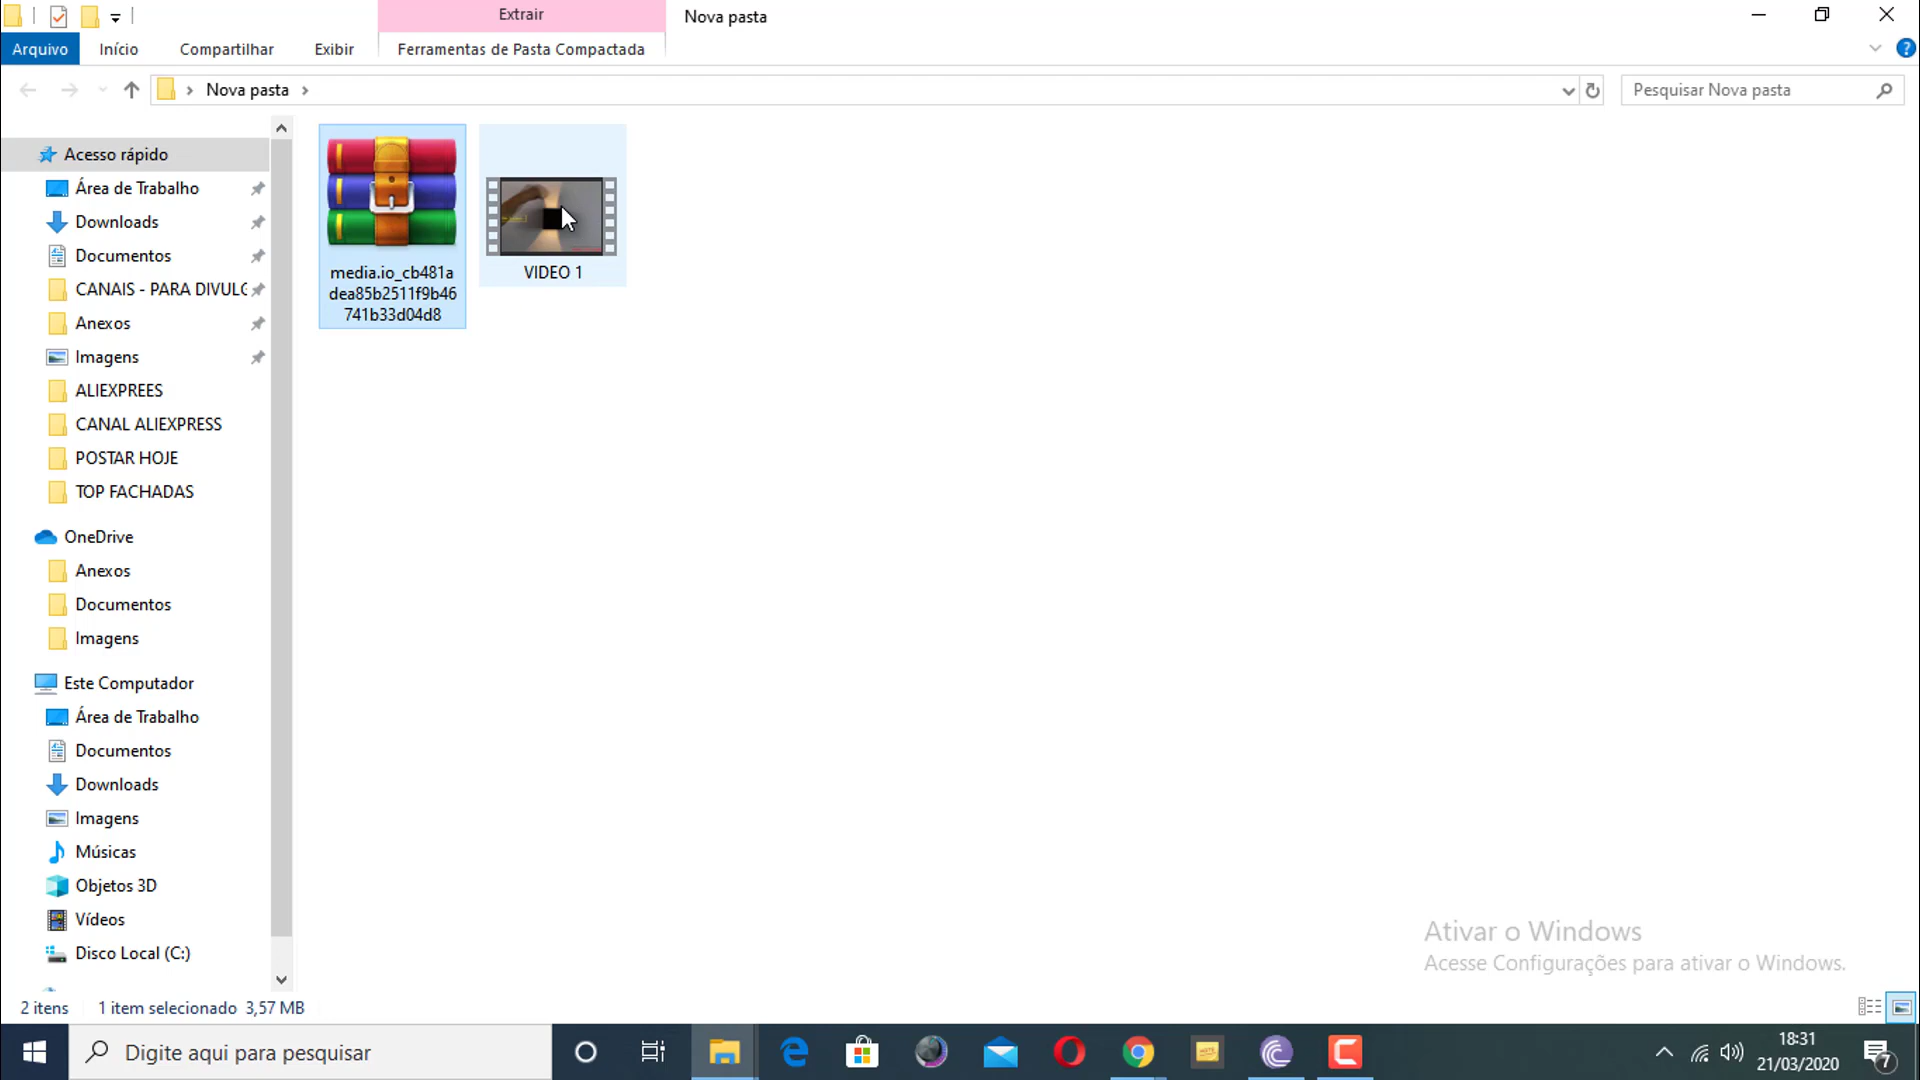 Extrair
Nova pasta
Arquivo
Início
Compartilhar
Exibir
Ferramentas de Pasta Compactada
Nova pasta
Pesquisar Nova pasta
Acesso rápido
Área de Trabalho
Downloads
Documentos
CANAIS - PARA DIVULG
Anexos
Imagens
ALIEXPREES
CANAL ALIEXPRESS
POSTAR HOJE
TOP FACHADAS
OneDrive
Anexos
Documentos
Imagens
Este Computador
Área de Trabalho
Documentos
Downloads
Imagens
Músicas
Objetos 3D
Vídeos
Disco Local (C:)
media.io_cb481a
dea85b2511f9b46
741b33d04d8
VIDEO 1
Ativar o Windows
Acesse Configurações para ativar o Windows.
2 itens
1 item selecionado 3,57 MB
Digite aqui para pesquisar
18:31
21/03/2020
7